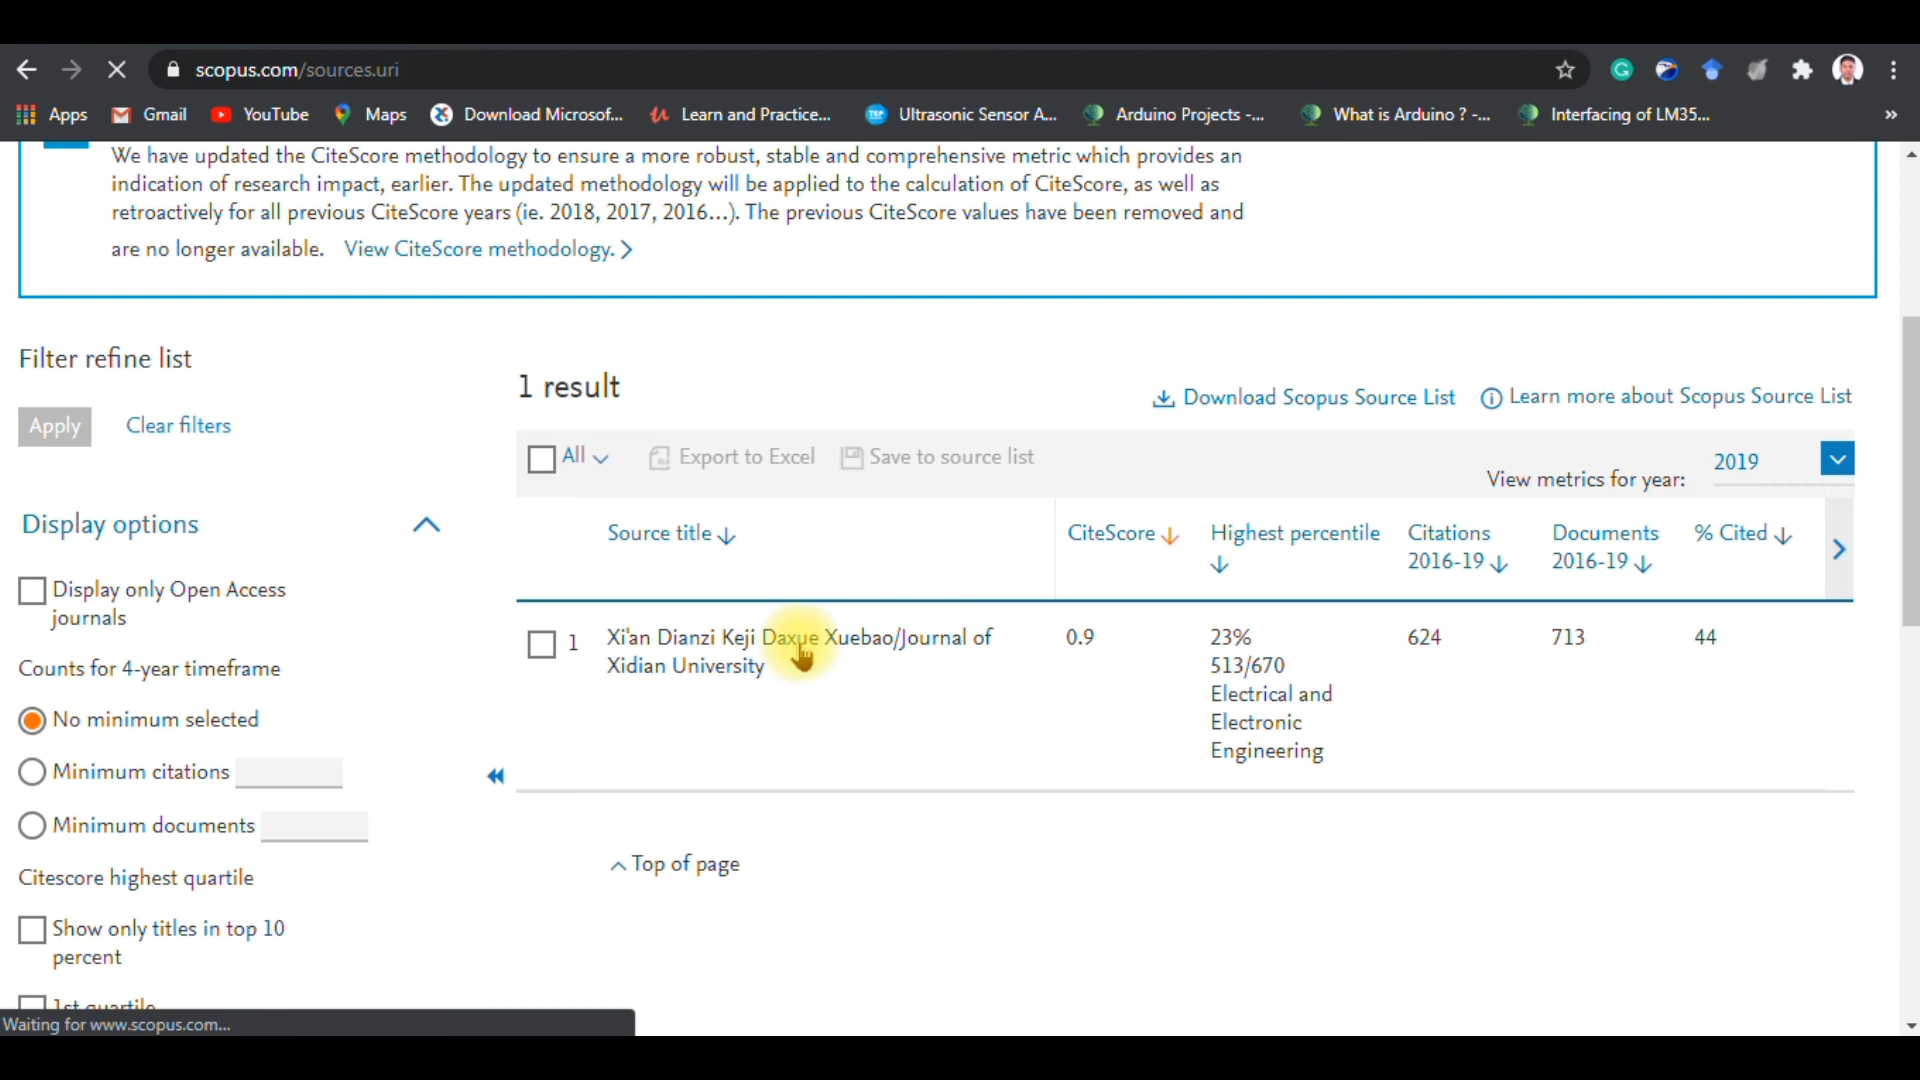 scopus.com/sources.uri
Apps Gmail YouTube Maps Download Microsof... Learn and Practice... Ultrasonic Sensor A... Arduino Projects -... What is Arduino ? -... Interfacing of LM35... »
We have updated the CiteScore methodology to ensure a more robust, stable and comprehensive metric which provides an
indication of research impact, earlier. The updated methodology will be applied to the calculation of CiteScore, as well as
retroactively for all previous CiteScore years (ie. 2018, 2017, 2016...). The previous CiteScore values have been removed and
are no longer available. View CiteScore methodology. >
Filter refine list
Apply Clear filters
Display options
Display only Open Access
journals
Counts for 4-year timeframe
No minimum selected
Minimum citations
Minimum documents
Citescore highest quartile
Show only titles in top 10
percent
1st quartile
1 result
Download Scopus Source List Learn more about Scopus Source List
All Export to Excel Save to source list
View metrics for year: 2019
Source title CiteScore Highest percentile Citations Documents % Cited
2016-19 2016-19
1 Xi'an Dianzi Keji Daxue Xuebao/Journal of 0.9 23% 624 713 44
Xidian University 513/670
Electrical and
Electronic
Engineering
Top of page
Waiting for www.scopus.com...